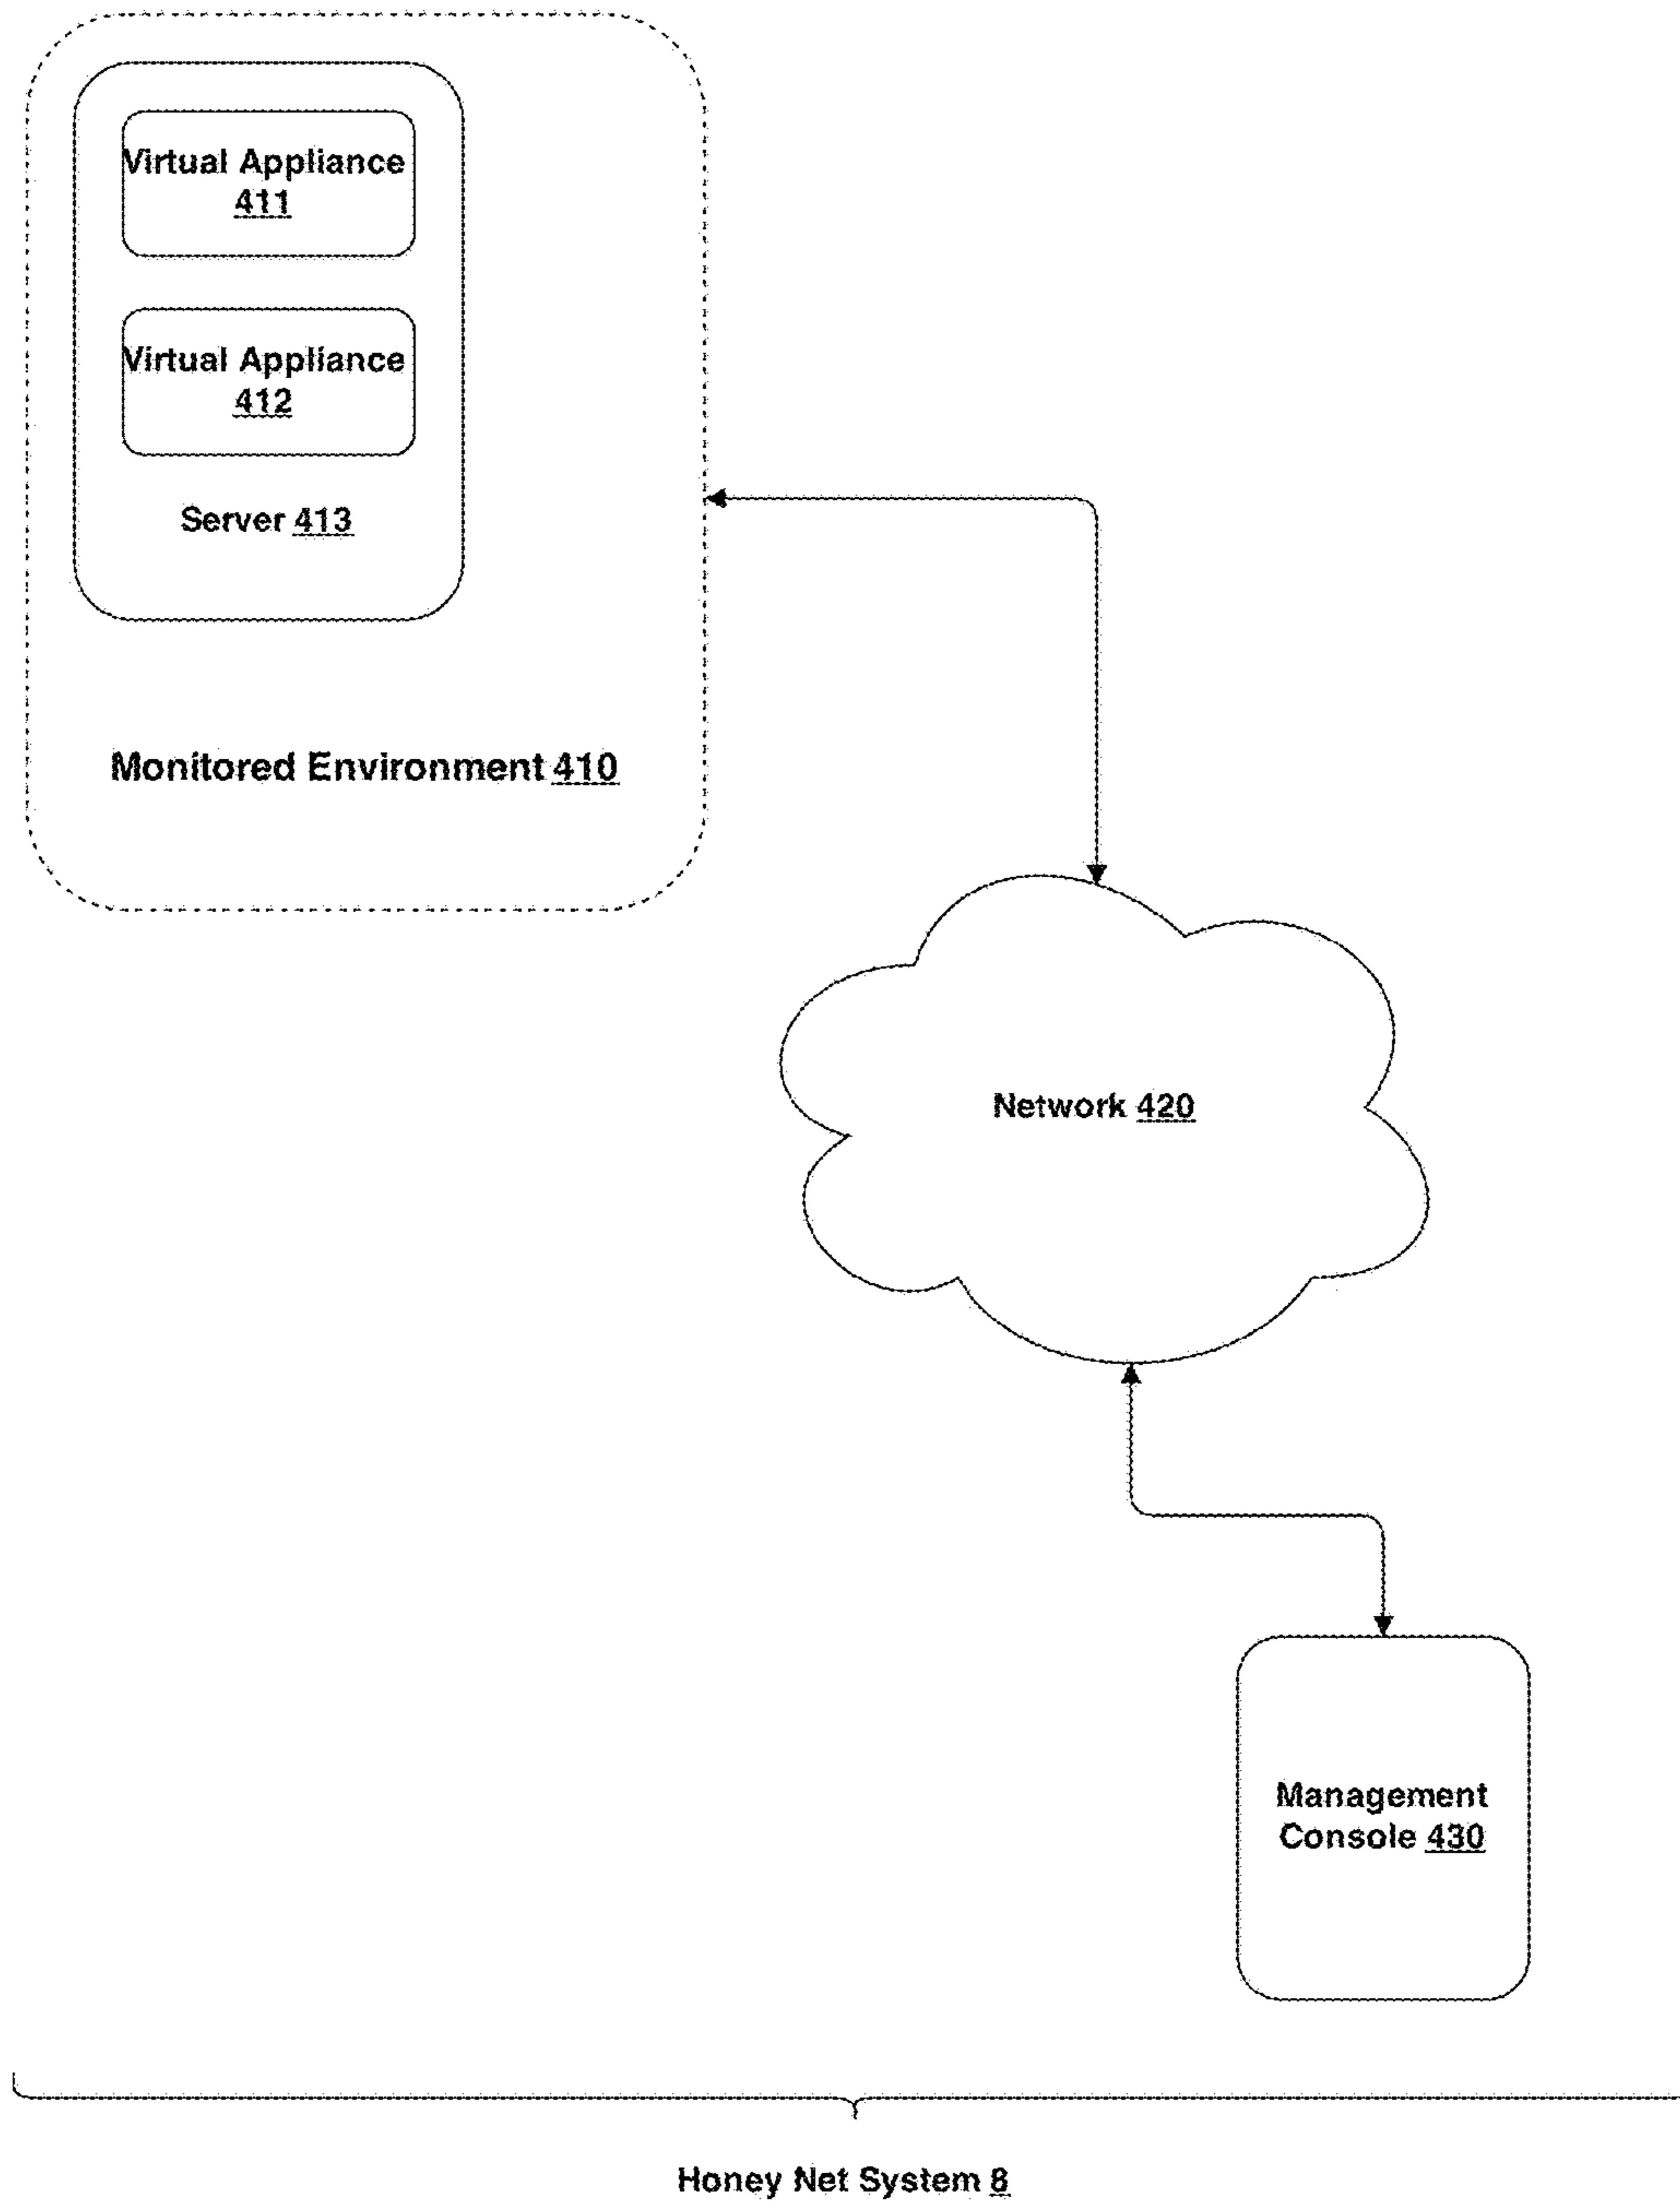 Virtual Appliance
411
Virtual Appliance
412
Server 413
Monitored Environment 410
Network 420
Management
Console 430
Honey Net System 8